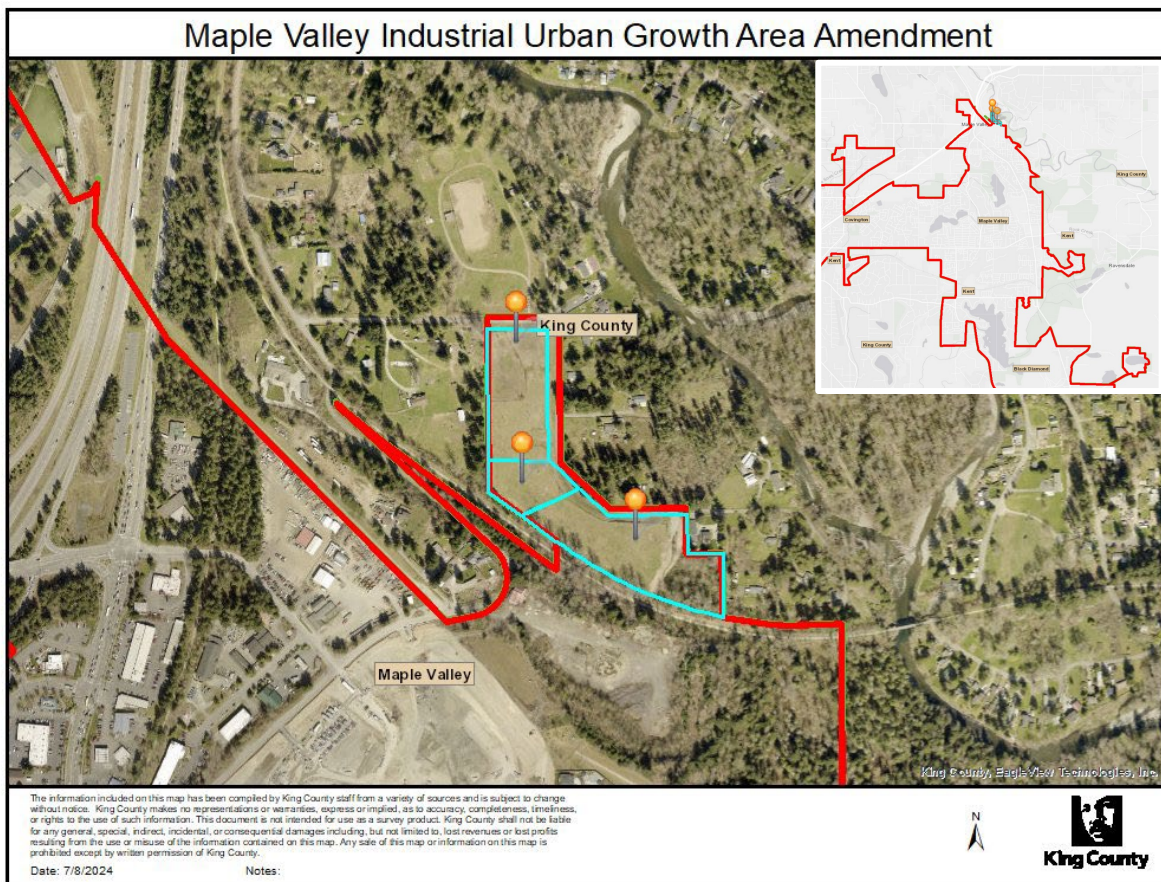 Maple Valley Industrial Urban Growth Area Amendment
Maple Valley
King County
Covington
Maple Valley
Kent
Ravensdale
Kent
Kent
King County
Black Diamond
King County
Maple Valley
King County, EagleView Technologies, Inc.
The information included on this map has been compiled by King County staff from a variety of sources and is subject to change
without notice. King County makes no representations or warranties, express or implied, as to accuracy, completeness, timeliness,
or rights to the use of such information. This document is not intended for use as a survey product. King County shall not be liable
for any general, special, indirect, incidental, or consequential damages including, but not limited to, lost revenues or lost profits
resulting from the use or misuse of the information contained on this map. Any sale of this map or information on this map is
prohibited except by written permission of King County.
Date: 7/8/2024 Notes:
N
King County